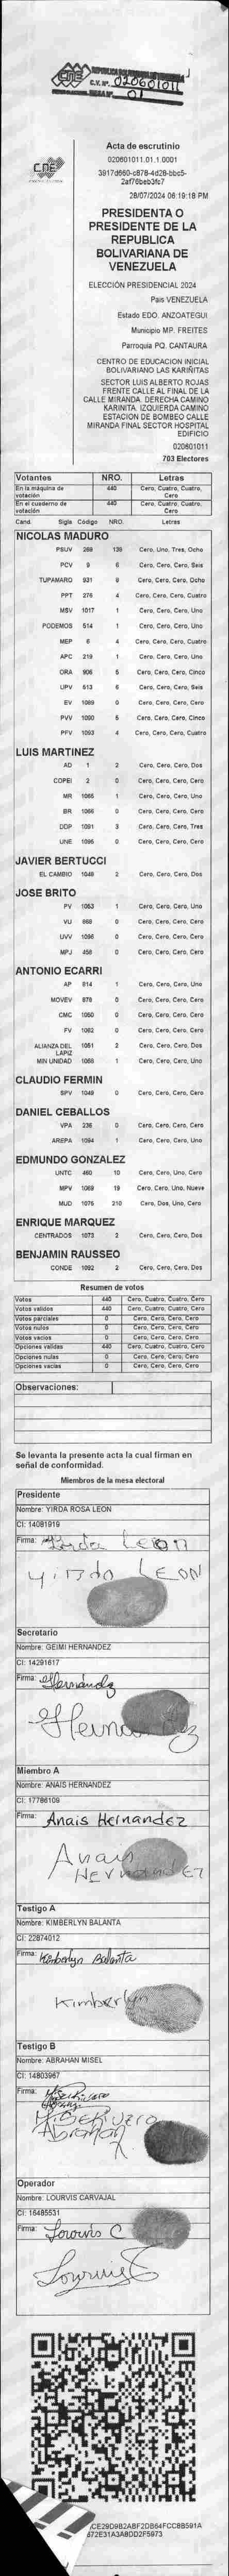 CNE
REPUBLICA BOLIVARIANA DE VENEZUELA
C.V. Nº 020601011
MESA Nº 01
CNE
Acta de escrutinio
020601011.01.1.0001
3917d660-c878-4d28-bbc5-
2af76beb3fc7
28/07/2024 06:19:18 PM
PRESIDENTA O
PRESIDENTE DE LA
REPUBLICA
BOLIVARIANA DE
VENEZUELA
ELECCIÓN PRESIDENCIAL 2024
Pais VENEZUELA
Estado EDO. ANZOATEGUI
Municipio MP. FREITES
Parroquia PQ. CANTAURA
CENTRO DE EDUCACION INICIAL
BOLIVARIANO LAS KARIÑITAS
SECTOR LUIS ALBERTO ROJAS
FRENTE CALLE AL FINAL DE LA
CALLE MIRANDA. DERECHA CAMINO
KARINITA. IZQUIERDA CAMINO
ESTACION DE BOMBEO CALLE
MIRANDA FINAL SECTOR HOSPITAL
EDIFICIO
020601011
703 Electores
Votantes NRO. Letras
En la máquina de votación 440 Cero, Cuatro, Cuatro, Cero
En el cuaderno de votación 440 Cero, Cuatro, Cuatro, Cero
Cand. Sigla Código NRO. Letras
NICOLAS MADURO
PSUV 268 138 Cero, Uno, Tres, Ocho
PCV 9 6 Cero, Cero, Cero, Seis
TUPAMARO 931 8 Cero, Cero, Cero, Ocho
PPT 276 4 Cero, Cero, Cero, Cuatro
MSV 1017 1 Cero, Cero, Cero, Uno
PODEMOS 514 1 Cero, Cero, Cero, Uno
MEP 6 4 Cero, Cero, Cero, Cuatro
APC 219 1 Cero, Cero, Cero, Uno
ORA 906 5 Cero, Cero, Cero, Cinco
UPV 513 6 Cero, Cero, Cero, Seis
EV 1089 0 Cero, Cero, Cero, Cero
PVV 1090 5 Cero, Cero, Cero, Cinco
PFV 1093 4 Cero, Cero, Cero, Cuatro
LUIS MARTINEZ
AD 1 2 Cero, Cero, Cero, Dos
COPEI 2 0 Cero, Cero, Cero, Cero
MR 1065 1 Cero, Cero, Cero, Uno
BR 1066 0 Cero, Cero, Cero, Cero
DDP 1091 3 Cero, Cero, Cero, Tres
UNE 1095 0 Cero, Cero, Cero, Cero
JAVIER BERTUCCI
EL CAMBIO 1048 2 Cero, Cero, Cero, Dos
JOSE BRITO
PV 1053 1 Cero, Cero, Cero, Uno
VU 868 0 Cero, Cero, Cero, Cero
UVV 1096 0 Cero, Cero, Cero, Cero
MPJ 458 0 Cero, Cero, Cero, Cero
ANTONIO ECARRI
AP 814 1 Cero, Cero, Cero, Uno
MOVEV 879 0 Cero, Cero, Cero, Cero
CMC 1050 0 Cero, Cero, Cero, Cero
FV 1062 0 Cero, Cero, Cero, Cero
ALIANZA DEL LAPIZ 1051 2 Cero, Cero, Cero, Dos
MIN UNIDAD 1068 1 Cero, Cero, Cero, Uno
CLAUDIO FERMIN
SPV 1049 0 Cero, Cero, Cero, Cero
DANIEL CEBALLOS
VPA 236 0 Cero, Cero, Cero, Cero
AREPA 1094 1 Cero, Cero, Cero, Uno
EDMUNDO GONZALEZ
UNTC 460 10 Cero, Cero, Uno, Cero
MPV 1069 19 Cero, Cero, Uno, Nueve
MUD 1075 210 Cero, Dos, Uno, Cero
ENRIQUE MARQUEZ
CENTRADOS 1073 2 Cero, Cero, Cero, Dos
BENJAMIN RAUSSEO
CONDE 1092 2 Cero, Cero, Cero, Dos
Resumen de votos
Votos 440 Cero, Cuatro, Cuatro, Cero
Votos validos 440 Cero, Cuatro, Cuatro, Cero
Votos parciales 0 Cero, Cero, Cero, Cero
Votos nulos 0 Cero, Cero, Cero, Cero
Votos vacios 0 Cero, Cero, Cero, Cero
Opciones validas 440 Cero, Cuatro, Cuatro, Cero
Opciones nulas 0 Cero, Cero, Cero, Cero
Opciones vacias 0 Cero, Cero, Cero, Cero
Observaciones:
Se levanta la presente acta la cual firman en
señal de conformidad.
Miembros de la mesa electoral
Presidente
Nombre: YIRDA ROSA LEON
CI: 14081919
Firma: Yirda Leon
Yirda LEON
Secretario
Nombre: GEIMI HERNANDEZ
CI: 14291617
Firma: Hernández
Miembro A
Nombre: ANAIS HERNANDEZ
CI: 17786109
Firma: Anais Hernandez
Anais
HErnandEz
Testigo A
Nombre: KIMBERLYN BALANTA
CI: 22874012
Firma: Kimberlyn Balanta
Kimberlyn
Testigo B
Nombre: ABRAHAN MISEL
CI: 14803967
Firma:
Abrahan
Operador
Nombre: LOURVIS CARVAJAL
CI: 16485531
Firma: Lourvis C
CE29D9B2ABF2DB64FCC8B591A
672E31A3A8DD2F5973